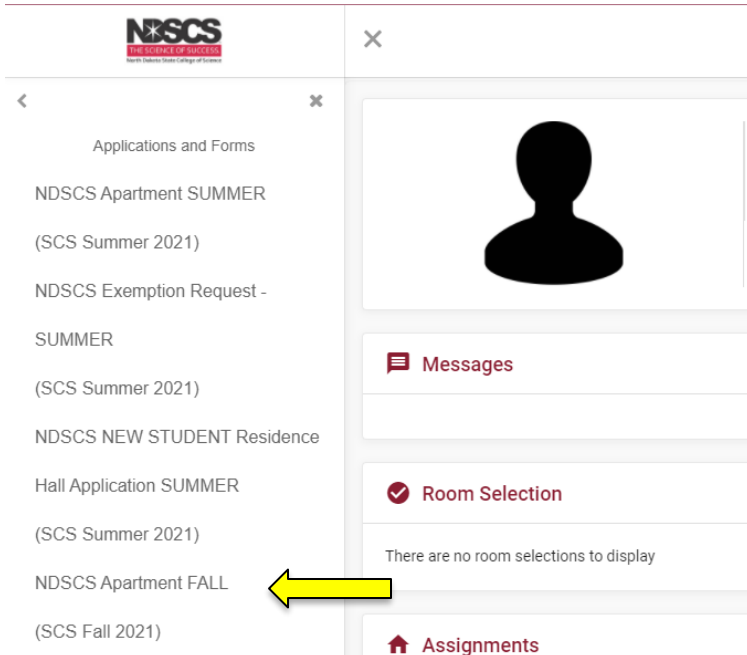 NDSCS
THE SCIENCE OF SUCCESS.
North Dakota State College of Science
Applications and Forms
NDSCS Apartment SUMMER
(SCS Summer 2021)
NDSCS Exemption Request -
SUMMER
(SCS Summer 2021)
NDSCS NEW STUDENT Residence
Hall Application SUMMER
(SCS Summer 2021)
NDSCS Apartment FALL
(SCS Fall 2021)
Messages
Room Selection
There are no room selections to display
Assignments